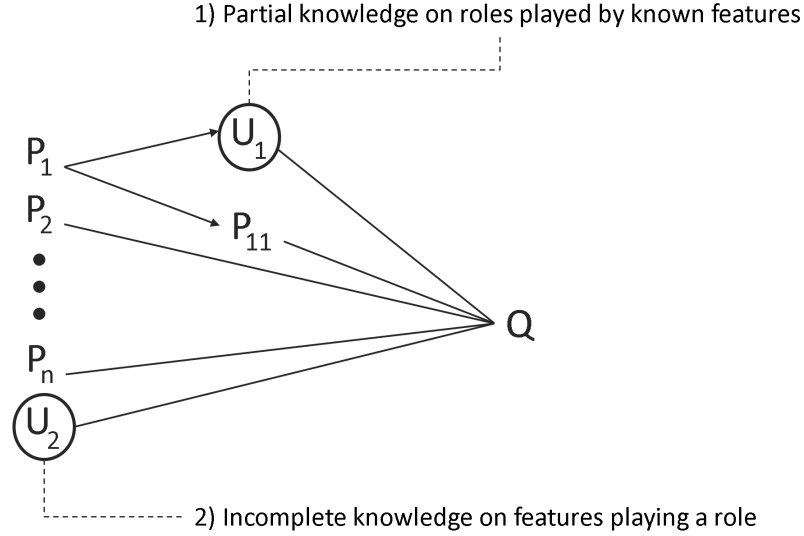 1) Partial knowledge on roles played by known features
U1
P1
P2
P11
Q
Pn
U2
2) Incomplete knowledge on features playing a role